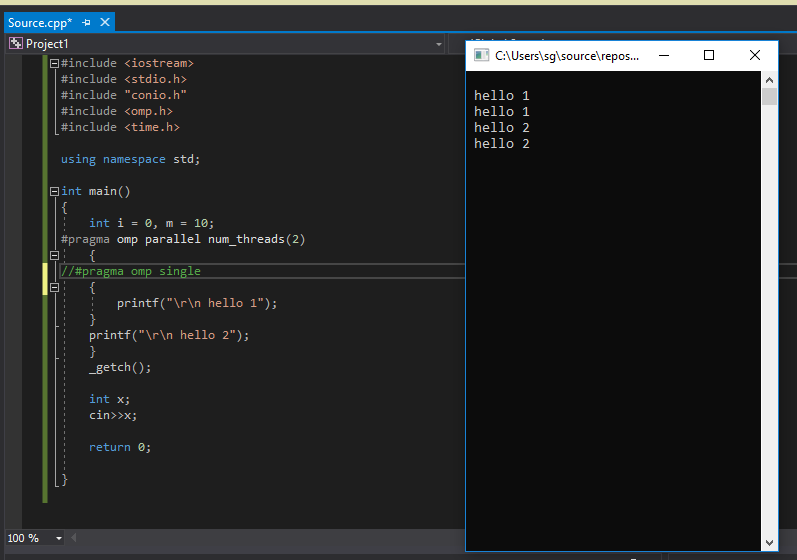 Source.cpp*
Project1
#include <iostream>
#include <stdio.h>
#include "conio.h"
#include <omp.h>
#include <time.h>
using namespace std;
int main()
{
int i = 0, m = 10;
#pragma omp parallel num_threads(2)
{
//#pragma omp single
{
printf("\r\n hello 1");
}
printf("\r\n hello 2");
}
_getch();
int x;
cin>>x;
return 0;
}
100 %
C:\Users\sg\source\repos...
hello 1
hello 1
hello 2
hello 2